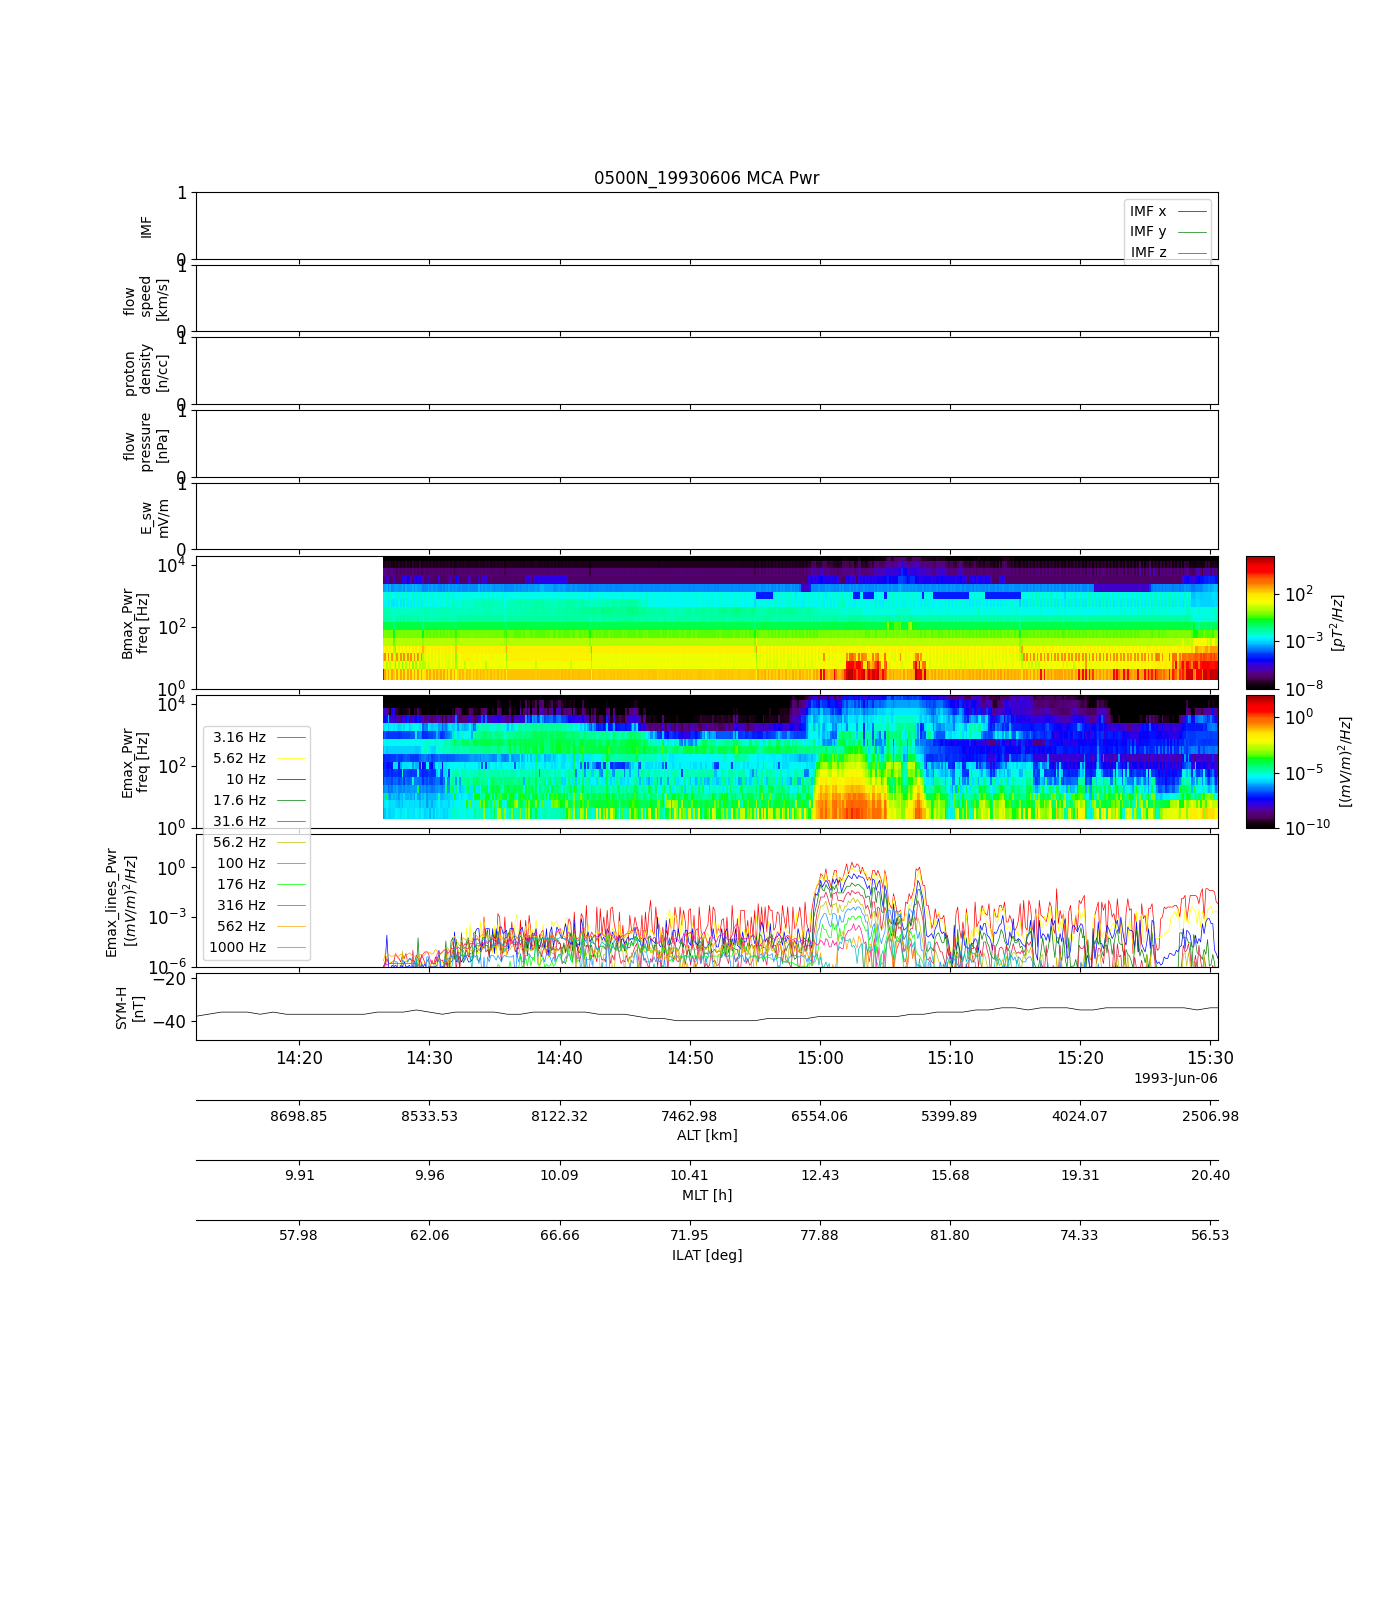 0500N_19930606 MCA Pwr
1
IMF
0
IMF x
IMF y
IMF z
1
flow
speed
[km/s]
0
1
proton
density
[n/cc]
0
1
flow
pressure
[nPa]
0
1
E_sw
mV/m
0
10^4
10^2
10^0
Bmax_Pwr
freq [Hz]
10^2
10^-3
10^-8
[pT^2/Hz]
10^4
10^2
10^0
Emax_Pwr
freq [Hz]
10^0
10^-5
10^-10
[(mV/m)^2/Hz]
3.16 Hz
5.62 Hz
10 Hz
17.6 Hz
31.6 Hz
56.2 Hz
100 Hz
176 Hz
316 Hz
562 Hz
1000 Hz
10^0
10^-3
10^-6
Emax_lines_Pwr
[(mV/m)^2/Hz]
−20
−40
SYM-H
[nT]
14:20 14:30 14:40 14:50 15:00 15:10 15:20 15:30
1993-Jun-06
8698.85 8533.53 8122.32 7462.98 6554.06 5399.89 4024.07 2506.98
ALT [km]
9.91 9.96 10.09 10.41 12.43 15.68 19.31 20.40
MLT [h]
57.98 62.06 66.66 71.95 77.88 81.80 74.33 56.53
ILAT [deg]